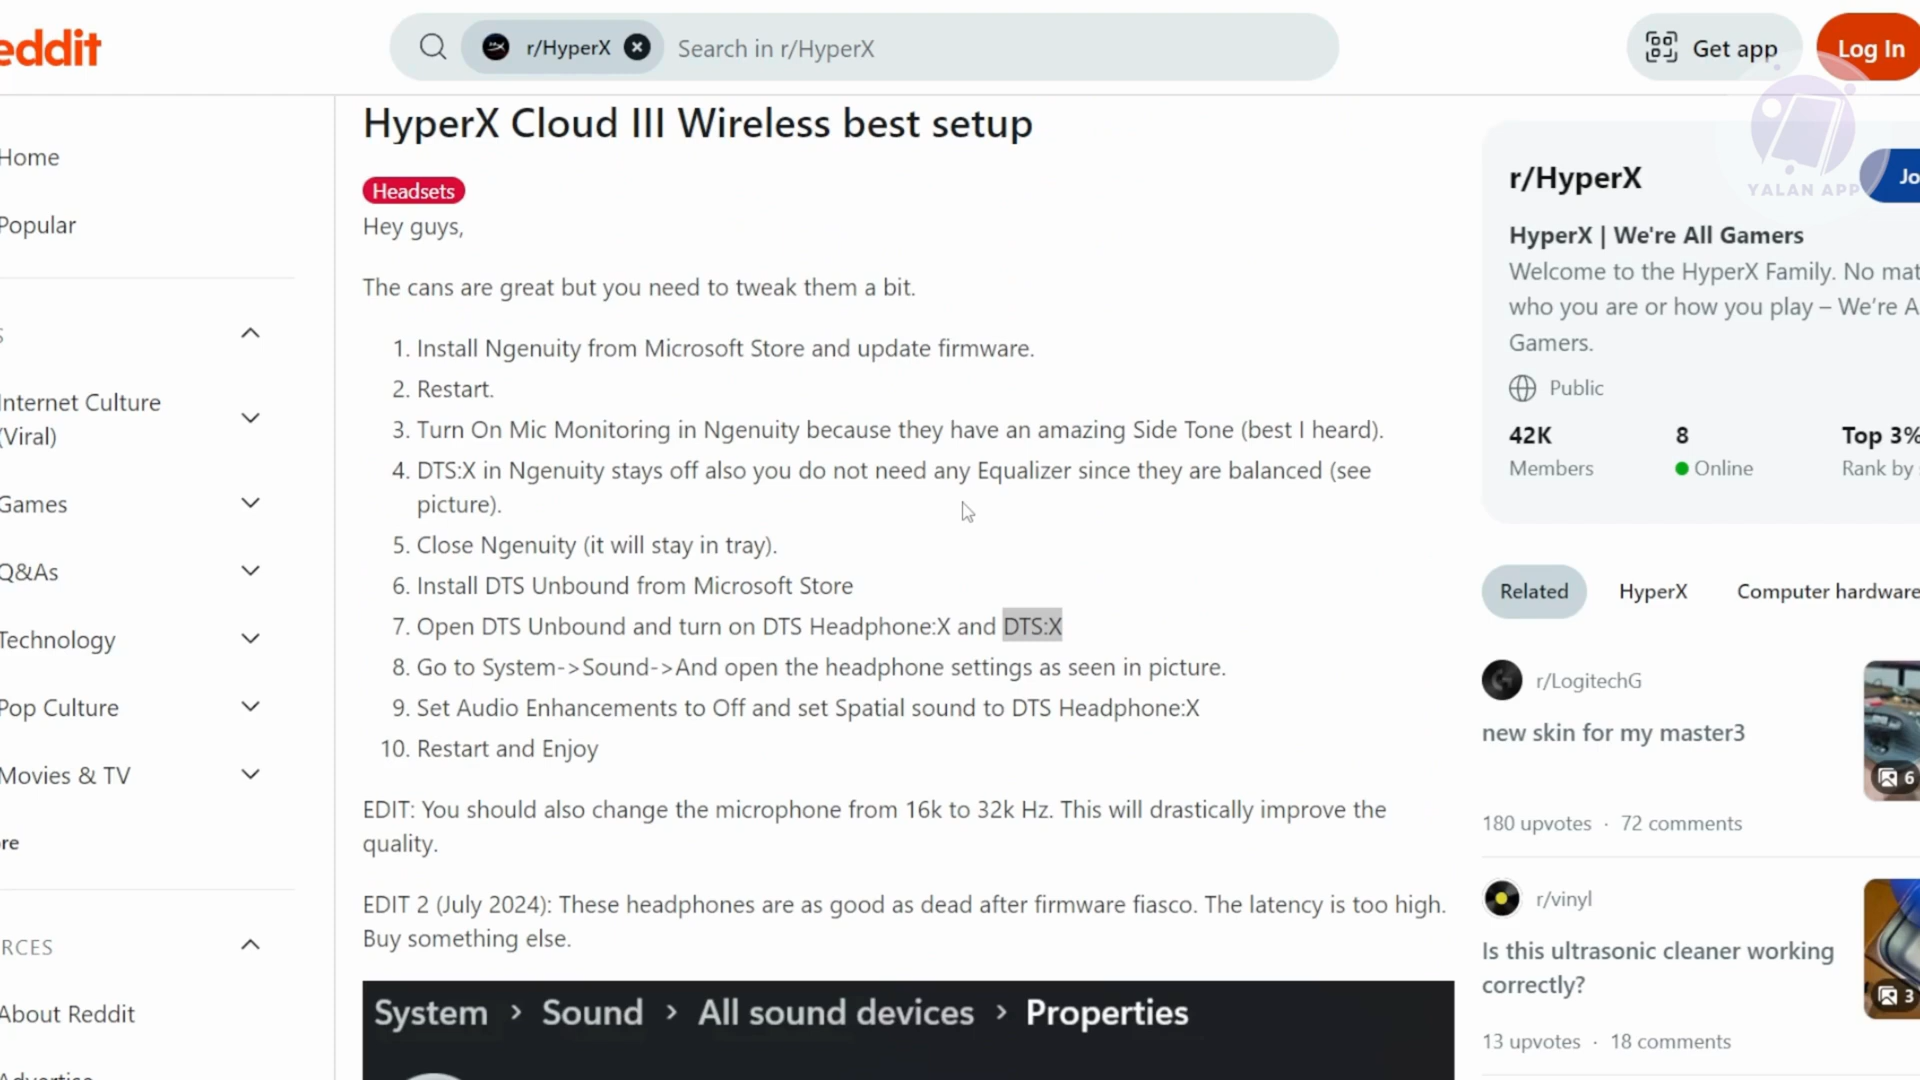 eddit
r/HyperX
Search in r/HyperX
Get app
Log In
Home
Popular
S
Internet Culture
(Viral)
Games
Q&As
Technology
Pop Culture
Movies & TV
re
RCES
About Reddit
Advertise
HyperX Cloud III Wireless best setup
Headsets
Hey guys,
The cans are great but you need to tweak them a bit.
1. Install Ngenuity from Microsoft Store and update firmware.
2. Restart.
3. Turn On Mic Monitoring in Ngenuity because they have an amazing Side Tone (best I heard).
4. DTS:X in Ngenuity stays off also you do not need any Equalizer since they are balanced (see
picture).
5. Close Ngenuity (it will stay in tray).
6. Install DTS Unbound from Microsoft Store
7. Open DTS Unbound and turn on DTS Headphone:X and DTS:X
8. Go to System->Sound->And open the headphone settings as seen in picture.
9. Set Audio Enhancements to Off and set Spatial sound to DTS Headphone:X
10. Restart and Enjoy
EDIT: You should also change the microphone from 16k to 32k Hz. This will drastically improve the
quality.
EDIT 2 (July 2024): These headphones are as good as dead after firmware fiasco. The latency is too high.
Buy something else.
System > Sound > All sound devices > Properties
r/HyperX
Jo
YALAN APP
HyperX | We're All Gamers
Welcome to the HyperX Family. No mat
who you are or how you play – We're A
Gamers.
Public
42K 8 Top 3%
Members Online Rank by
Related HyperX Computer hardware
r/LogitechG
new skin for my master3
6
180 upvotes · 72 comments
r/vinyl
Is this ultrasonic cleaner working
correctly?
3
13 upvotes · 18 comments